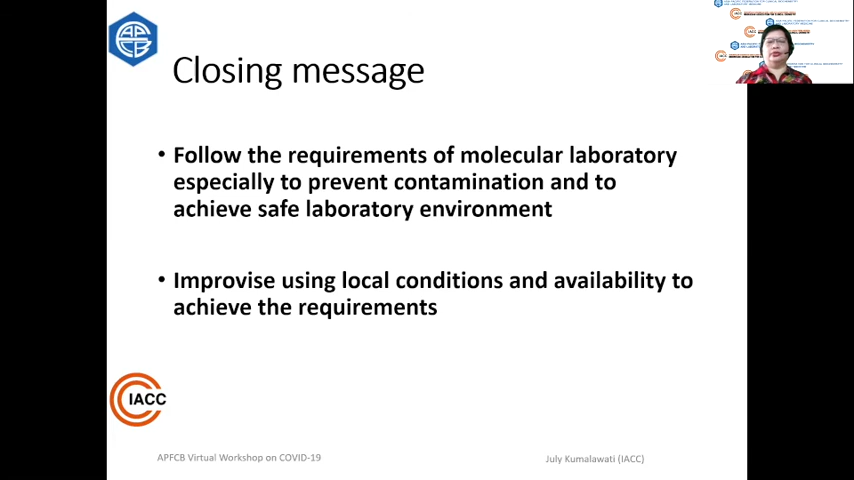 APFCB
Closing message
• Follow the requirements of molecular laboratory
especially to prevent contamination and to
achieve safe laboratory environment
• Improvise using local conditions and availability to
achieve the requirements
IACC
APFCB Virtual Workshop on COVID-19
July Kumalawati (IACC)